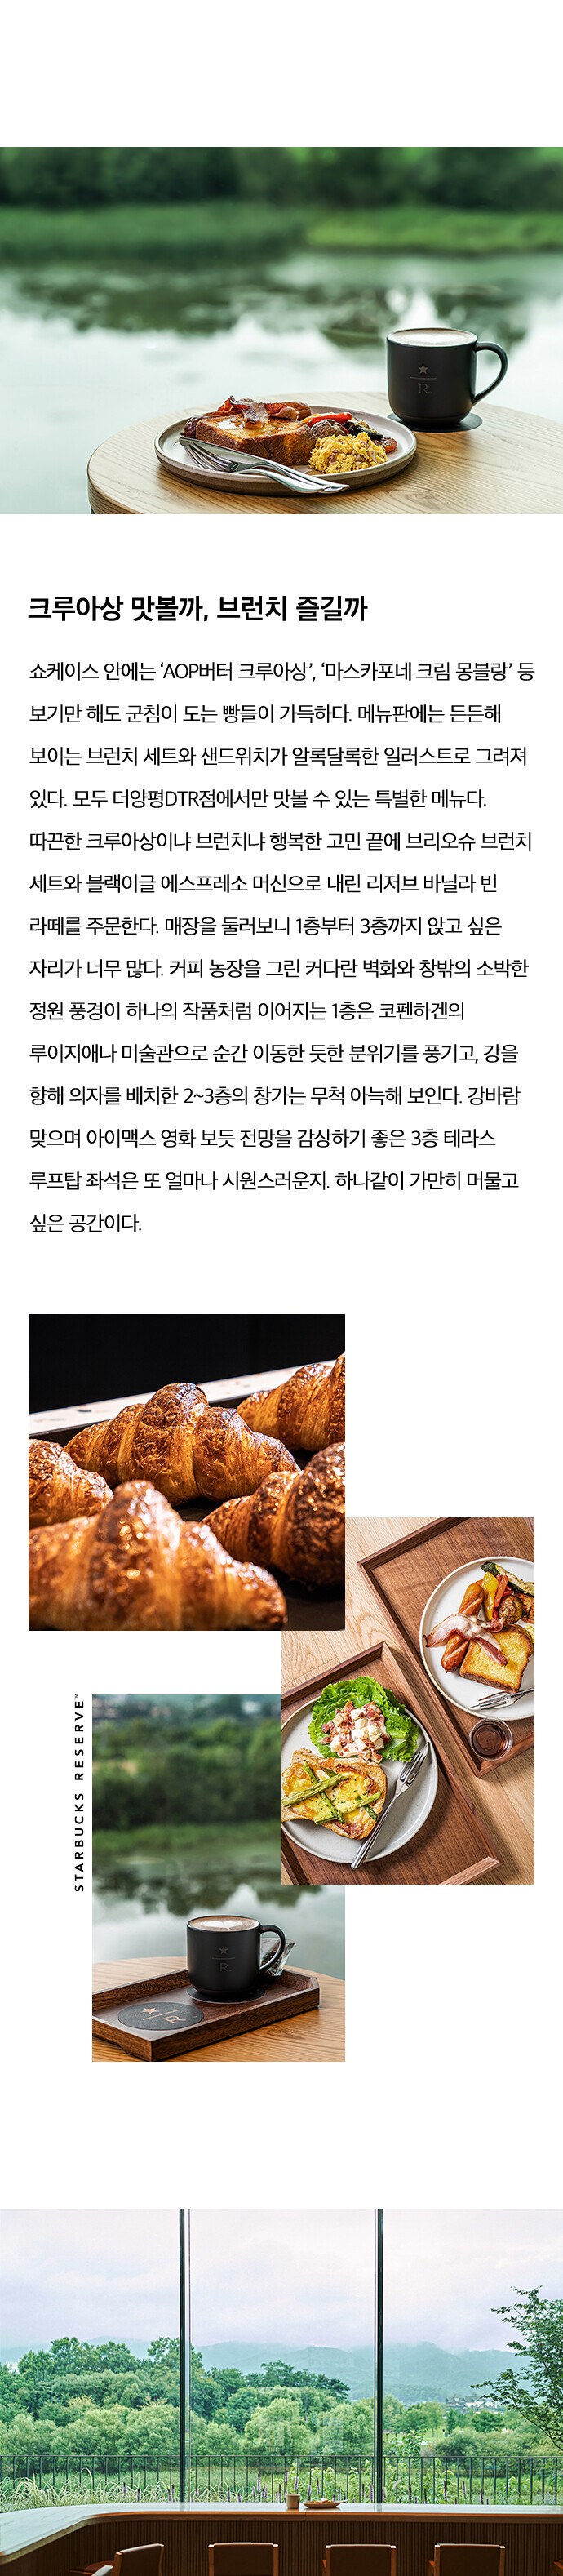 R.
크루아상 맛볼까, 브런치 즐길까
쇼케이스 안에는 ‘AOP버터 크루아상’, ‘마스카포네 크림 몽블랑’ 등
보기만 해도 군침이 도는 빵들이 가득하다. 메뉴판에는 든든해
보이는 브런치 세트와 샌드위치가 알록달록한 일러스트로 그려져
있다. 모두 더양평DTR점에서만 맛볼 수 있는 특별한 메뉴다.
따끈한 크루아상이냐 브런치냐 행복한 고민 끝에 브리오슈 브런치
세트와 블랙이글 에스프레소 머신으로 내린 리저브 바닐라 빈
라떼를 주문한다. 매장을 둘러보니 1층부터 3층까지 앉고 싶은
자리가 너무 많다. 커피 농장을 그린 커다란 벽화와 창밖의 소박한
정원 풍경이 하나의 작품처럼 이어지는 1층은 코펜하겐의
루이지애나 미술관으로 순간 이동한 듯한 분위기를 풍기고, 강을
향해 의자를 배치한 2~3층의 창가는 무척 아늑해 보인다. 강바람
맞으며 아이맥스 영화 보듯 전망을 감상하기 좋은 3층 테라스
루프탑 좌석은 또 얼마나 시원스러운지. 하나같이 가만히 머물고
싶은 공간이다.
STARBUCKS RESERVE™
R.
R